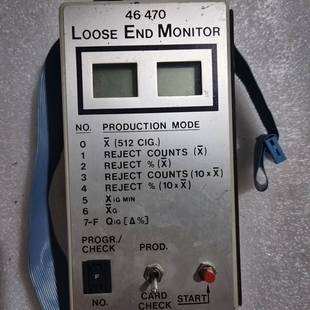 46·470
LOOSE END MONITOR
NO. PRODUCTION MODE
0 X̅ (512 CIG.)
1 REJECT COUNTS (X̅)
2 REJECT % (X̅)
3 REJECT COUNTS (10×X̅)
4 REJECT % (10×X̅)
5 X̅IG MIN
6 X̅G
7-F QIG [Δ%]
PROGR./ PROD.
CHECK
F
NO. CARD START
CHECK